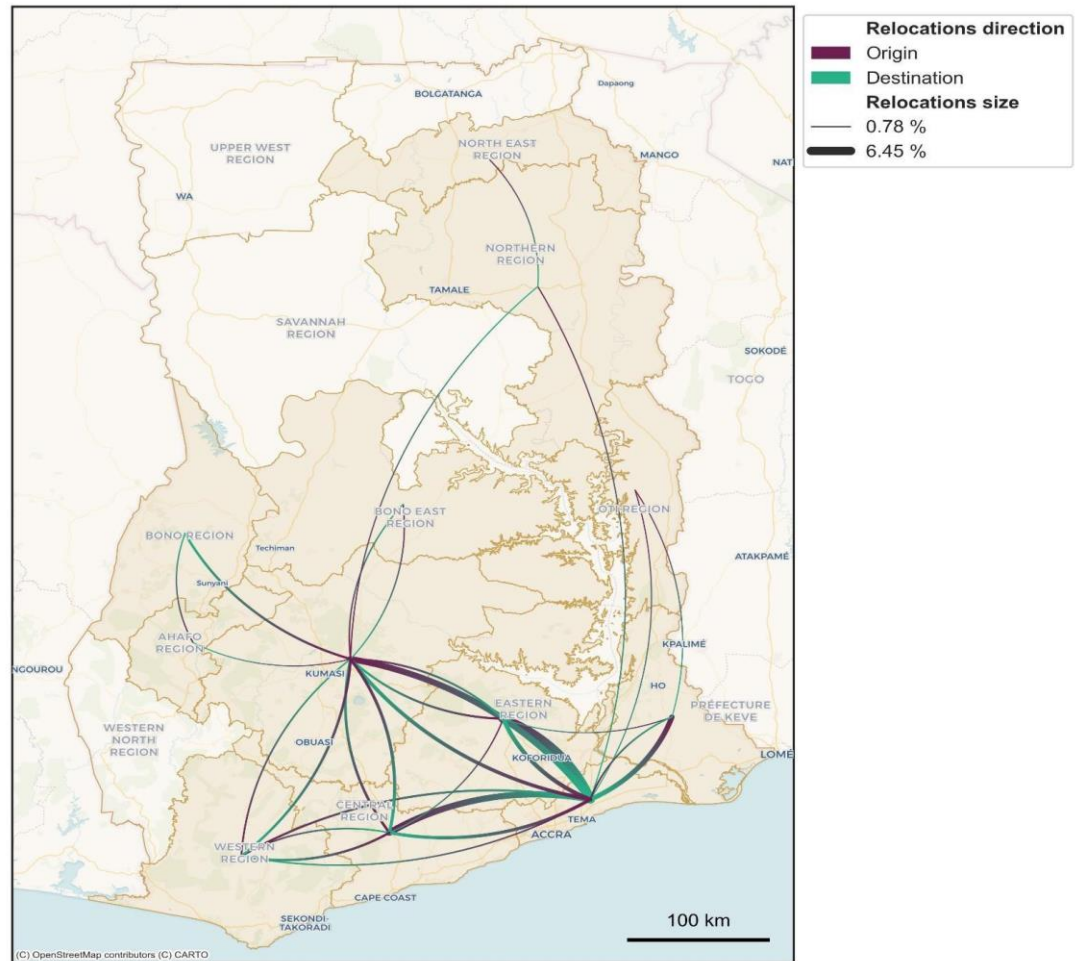 Relocations direction
Origin
Destination
Relocations size
0.78 %
6.45 %
BOLGATANGA
Dapaong
UPPER WEST
REGION
NORTH EAST
REGION
MANGO
NAT
WA
NORTHERN
REGION
TAMALE
SAVANNAH
REGION
SOKODÉ
TOGO
BONO EAST
REGION
OTI REGION
BONO REGION
Techiman
ATAKPAMÉ
Sunyani
AHAFO
REGION
KPALIMÉ
NGOUROU
KUMASI
HO
EASTERN
REGION
PRÉFECTURE
DE KEVE
WESTERN
NORTH
REGION
OBUASI
KOFORIDUA
LOMÉ
CENTRAL
REGION
TEMA
ACCRA
WESTERN
REGION
CAPE COAST
SEKONDI-
TAKORADI
100 km
(C) OpenStreetMap contributors (C) CARTO